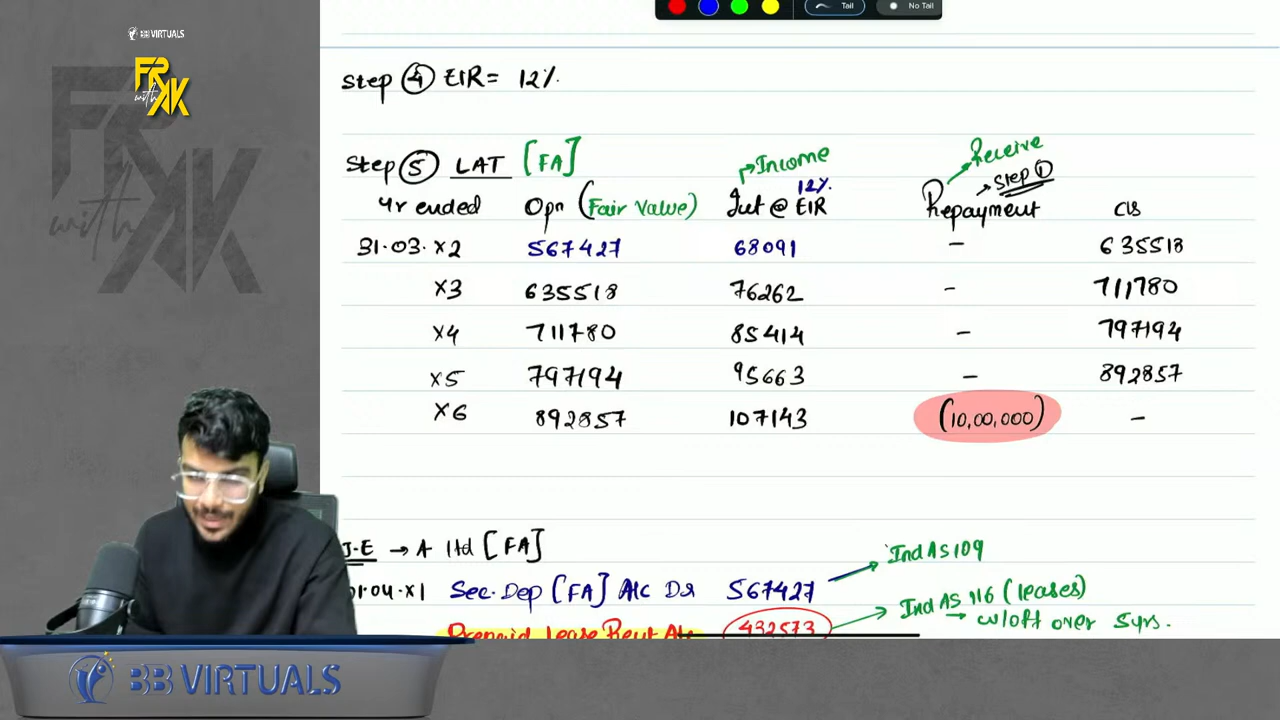 BB VIRTUALS
FR
with AK
Tail
No Tail
Step ④ EIR = 12%.
Step ⑤ LAT [FA]
Income
Receive
12%.
Step ①
Yr ended Opn (Fair Value) Int @ EIR Repayment C/S
31.03.X2 567427 68091 - 635518
X3 635518 76262 - 711780
X4 711780 85414 - 797194
X5 797194 95663 - 892857
X6 892857 107143 (10,00,000) -
J.E → A ltd [FA]
Ind AS 109
01.04.X1 Sec. Dep [FA] A/c Dr 567427
Ind AS 116 (leases)
Prepaid Lease Rent A/c 432573
→ w/off over 5yrs.
BB VIRTUALS